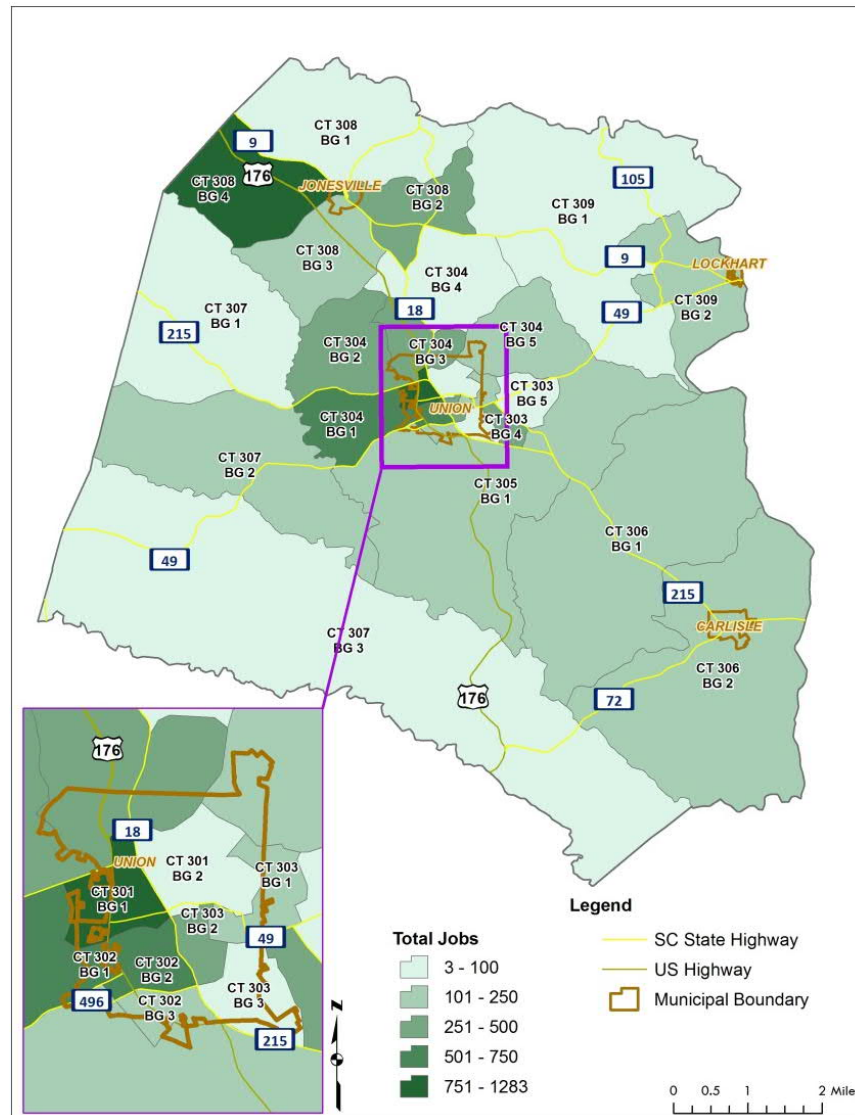 CT 308
BG 1
9
176
CT 308
BG 4
JONESVILLE
CT 308
BG 2
105
CT 309
BG 1
CT 308
BG 3
CT 304
BG 4
9
LOCKHART
CT 307
BG 1
215
18
49
CT 309
BG 2
CT 304
BG 2
CT 304
BG 3
CT 304
BG 5
CT 303
BG 5
UNION
CT 304
BG 1
CT 303
BG 4
CT 307
BG 2
CT 305
BG 1
49
CT 306
BG 1
215
CARLISLE
CT 307
BG 3
CT 306
BG 2
176
72
176
18
UNION
CT 301
BG 2
CT 303
BG 1
CT 301
BG 1
CT 303
BG 2
49
CT 302
BG 1
CT 302
BG 2
CT 303
BG 3
496
CT 302
BG 3
215
Z
Legend
Total Jobs
3 - 100
101 - 250
251 - 500
501 - 750
751 - 1283
SC State Highway
US Highway
Municipal Boundary
0 0.5 1 2 Mile